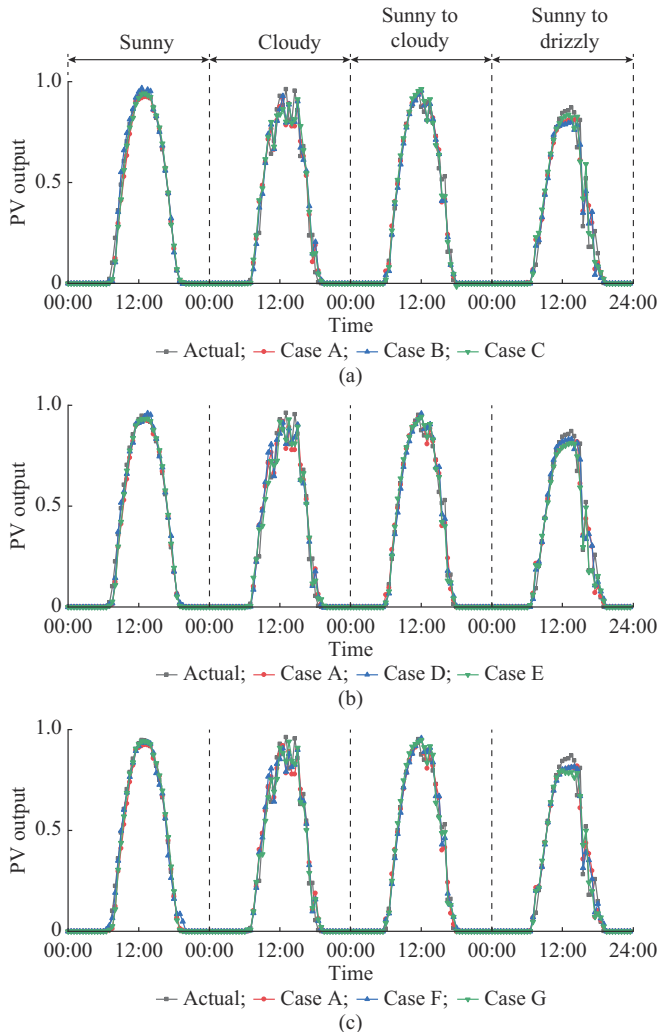 Sunny
Cloudy
Sunny to
cloudy
Sunny to
drizzly
PV output
1.0
0.5
0
00:00 12:00 00:00 12:00 00:00 12:00 00:00 12:00 24:00
Time
Actual; Case A; Case B; Case C
(a)
PV output
1.0
0.5
0
00:00 12:00 00:00 12:00 00:00 12:00 00:00 12:00 24:00
Time
Actual; Case A; Case D; Case E
(b)
PV output
1.0
0.5
0
00:00 12:00 00:00 12:00 00:00 12:00 00:00 12:00 24:00
Time
Actual; Case A; Case F; Case G
(c)